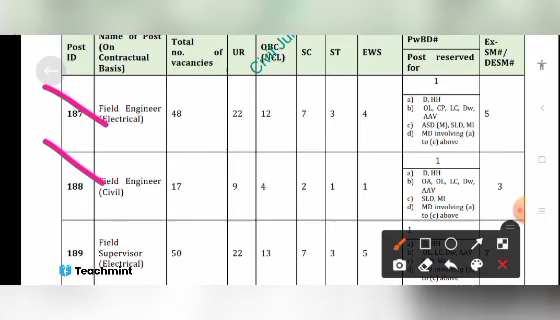 Post
ID
Name of Post
(On
Contractual
Basis)
Total
no. of
vacancies
UR
OBC
(NCL)
SC
ST
EWS
PwBD#
Post reserved
for
Ex-
SM#/
DESM#
187
Field Engineer
(Electrical)
48
22
12
7
3
4
1
a) D, HH
b) OL, CP, LC, Dw,
AAV
c) ASD (M), SLD, MI
d) MD involving (a)
to (c) above
5
188
Field Engineer
(Civil)
17
9
4
2
1
1
1
a) D, HH
b) OA, OL, LC, Dw,
AAV
c) SLD, MI
d) MD involving (a)
to (c) above
3
189
Field
Supervisor
(Electrical)
50
22
13
7
3
5
1
Teachmint